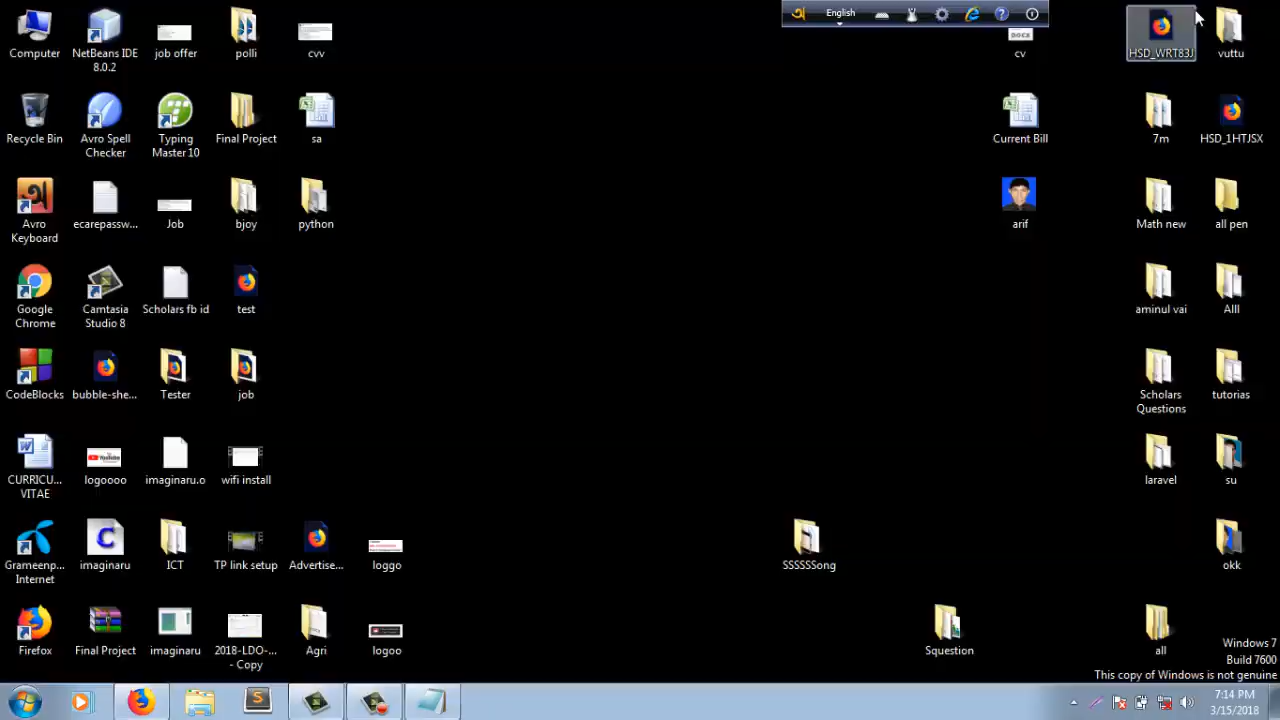 Computer
NetBeans IDE
8.0.2
job offer
polli
cvv
English
cv
HSD_WRT83J
vuttu
Recycle Bin
Avro Spell
Checker
Typing
Master 10
Final Project
sa
Current Bill
7m
HSD_1HTJSX
Avro
Keyboard
ecarepassw...
Job
bjoy
python
arif
Math new
all pen
Google
Chrome
Camtasia
Studio 8
Scholars fb id
test
aminul vai
Alll
CodeBlocks
bubble-she...
Tester
job
Scholars
Questions
tutorias
CURRICU...
VITAE
logoooo
imaginaru.o
wifi install
laravel
su
Grameenp...
Internet
imaginaru
ICT
TP link setup
Advertise...
loggo
SSSSSSong
okk
Firefox
Final Project
imaginaru
2018-LDO-...
- Copy
Agri
logoo
Squestion
all
Windows 7
Build 7600
This copy of Windows is not genuine
7:14 PM
3/15/2018